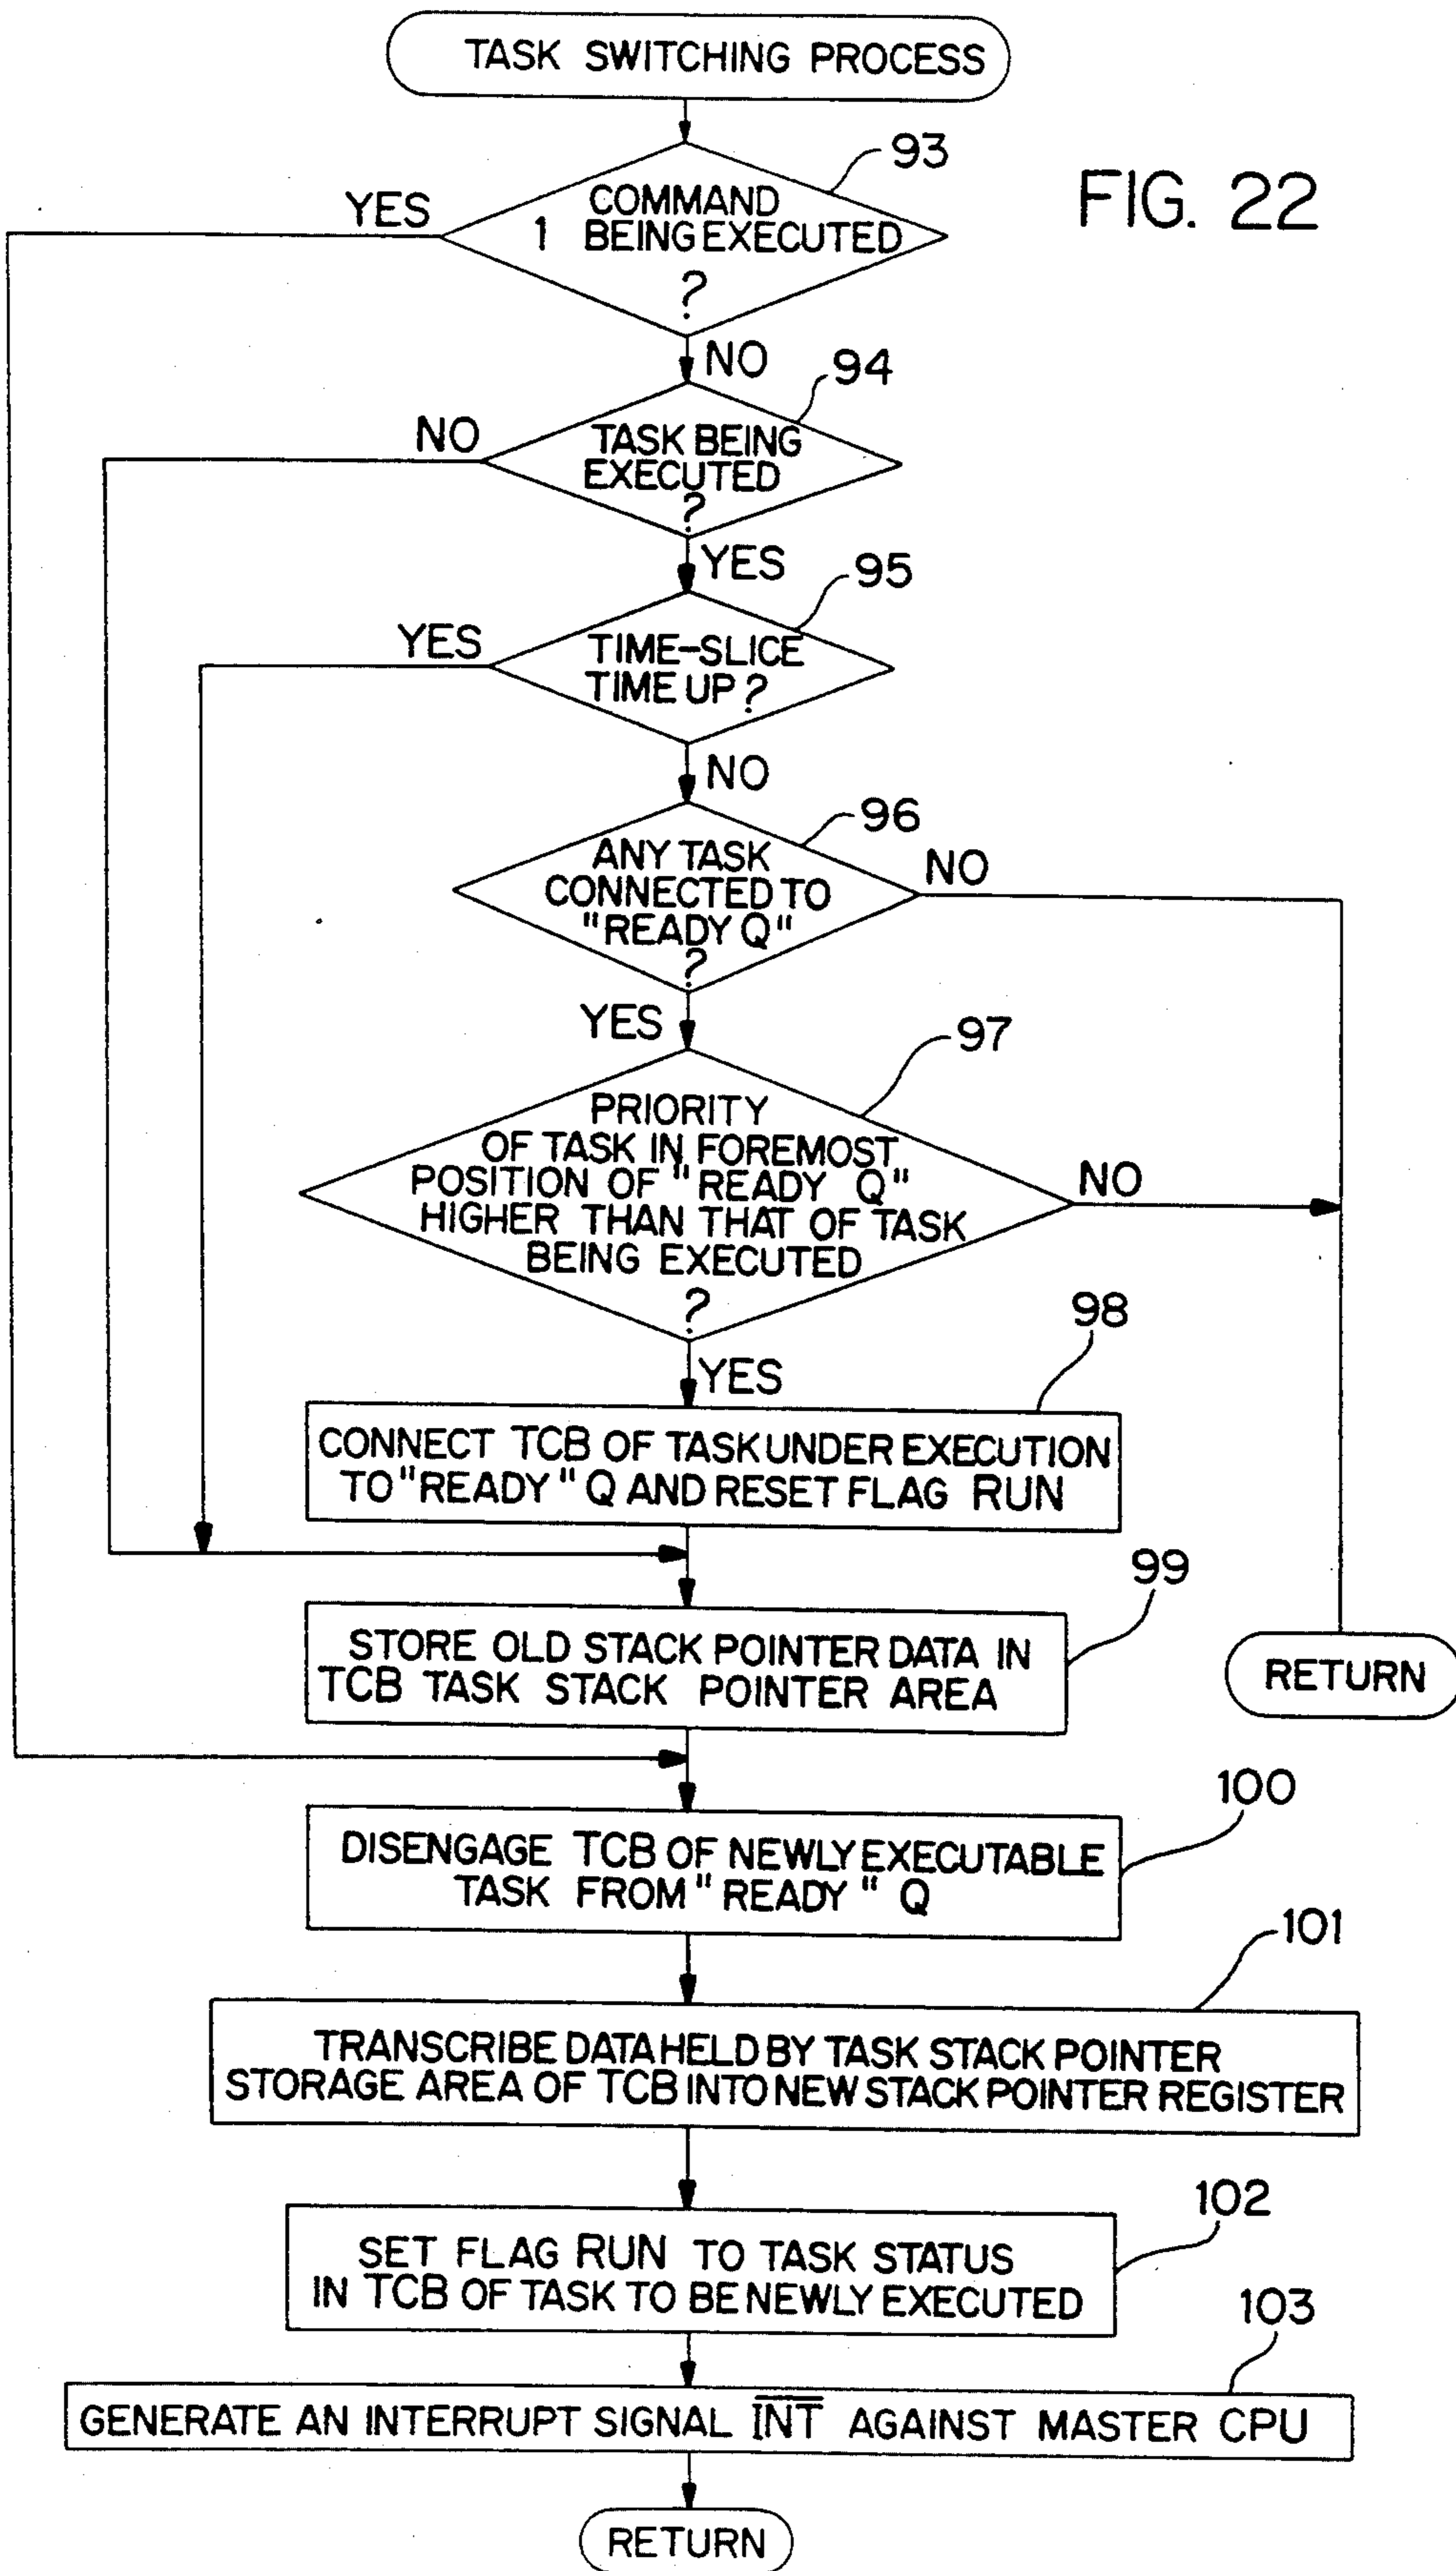 TASK SWITCHING PROCESS
93
FIG. 22
YES
COMMAND
1 BEING EXECUTED
?
NO
94
NO
TASK BEING
EXECUTED
?
YES
95
YES
TIME-SLICE
TIME UP ?
NO
96
ANY TASK
CONNECTED TO
"READY Q"
?
NO
YES
97
PRIORITY
OF TASK IN FOREMOST
POSITION OF "READY Q"
HIGHER THAN THAT OF TASK
BEING EXECUTED
?
NO
YES
98
CONNECT TCB OF TASK UNDER EXECUTION
TO "READY" Q AND RESET FLAG RUN
99
STORE OLD STACK POINTER DATA IN
TCB TASK STACK POINTER AREA
RETURN
100
DISENGAGE TCB OF NEWLY EXECUTABLE
TASK FROM "READY" Q
101
TRANSCRIBE DATA HELD BY TASK STACK POINTER
STORAGE AREA OF TCB INTO NEW STACK POINTER REGISTER
102
SET FLAG RUN TO TASK STATUS
IN TCB OF TASK TO BE NEWLY EXECUTED
103
GENERATE AN INTERRUPT SIGNAL I̅N̅T̅ AGAINST MASTER CPU
RETURN